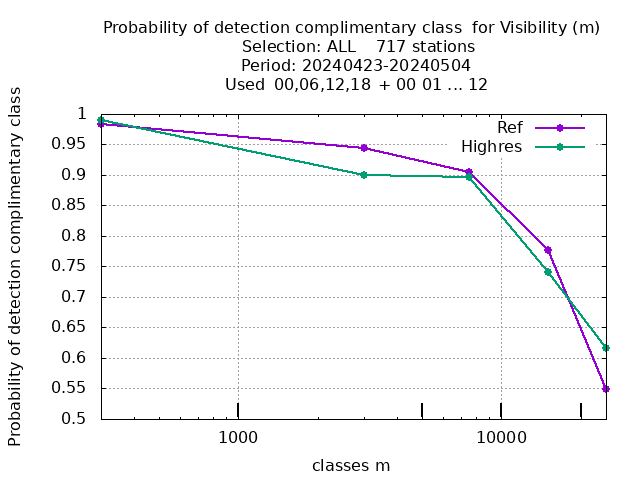 Probability of detection complimentary class for Visibility (m)
Selection: ALL 717 stations
Period: 20240423-20240504
Used 00,06,12,18 + 00 01 ... 12
Probability of detection complimentary class
Ref
Highres
1
0.95
0.9
0.85
0.8
0.75
0.7
0.65
0.6
0.55
0.5
1000
10000
classes m